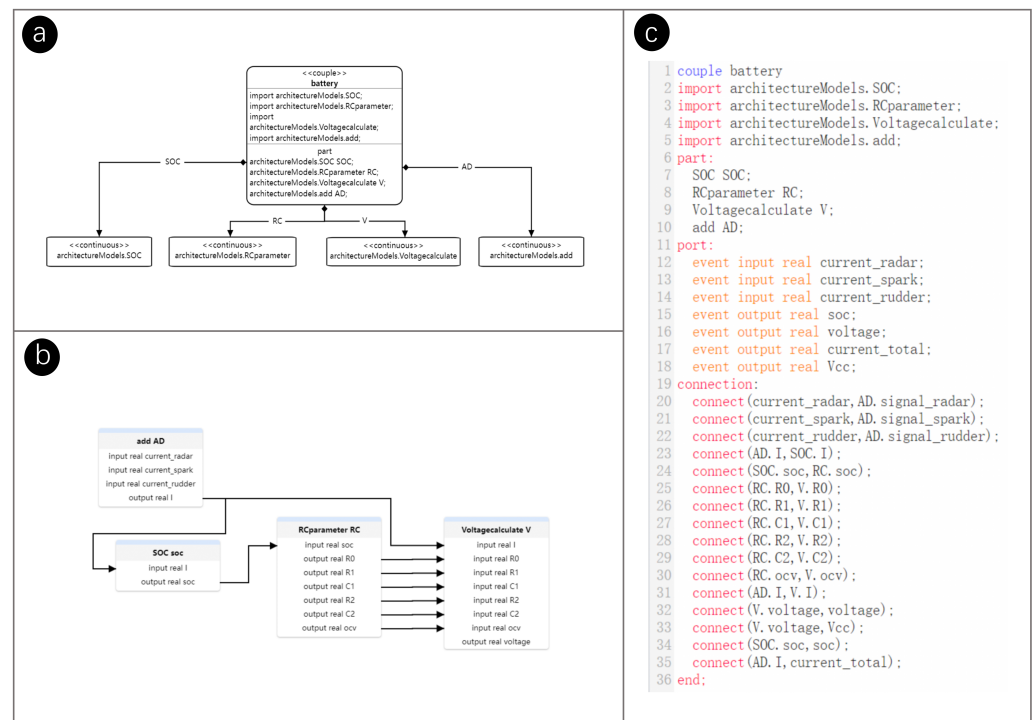 a
<<couple>>
battery
import architectureModels.SOC;
import architectureModels.RCparameter;
import
architectureModels.Voltagecalculate;
import architectureModels.add;
part
architectureModels.SOC SOC;
architectureModels.RCparameter RC;
architectureModels.Voltagecalculate V;
architectureModels.add AD;
SOC
AD
RC
V
<<continuous>>
architectureModels.SOC
<<continuous>>
architectureModels.RCparameter
<<continuous>>
architectureModels.Voltagecalculate
<<continuous>>
architectureModels.add
b
add AD
input real current_radar
input real current_spark
input real current_rudder
output real I
SOC soc
input real I
output real soc
RCparameter RC
input real soc
output real R0
output real R1
output real C1
output real R2
output real C2
output real ocv
Voltagecalculate V
input real I
input real R0
input real R1
input real C1
input real R2
input real C2
input real ocv
output real voltage
c
1 couple battery
2 import architectureModels.SOC;
3 import architectureModels.RCparameter;
4 import architectureModels.Voltagecalculate;
5 import architectureModels.add;
6 part:
7 SOC SOC;
8 RCparameter RC;
9 Voltagecalculate V;
10 add AD;
11 port:
12 event input real current_radar;
13 event input real current_spark;
14 event input real current_rudder;
15 event output real soc;
16 event output real voltage;
17 event output real current_total;
18 event output real Vcc;
19 connection:
20 connect(current_radar,AD.signal_radar);
21 connect(current_spark,AD.signal_spark);
22 connect(current_rudder,AD.signal_rudder);
23 connect(AD.I,SOC.I);
24 connect(SOC.soc,RC.soc);
25 connect(RC.R0,V.R0);
26 connect(RC.R1,V.R1);
27 connect(RC.C1,V.C1);
28 connect(RC.R2,V.R2);
29 connect(RC.C2,V.C2);
30 connect(RC.ocv,V.ocv);
31 connect(AD.I,V.I);
32 connect(V.voltage,voltage);
33 connect(V.voltage,Vcc);
34 connect(SOC.soc,soc);
35 connect(AD.I,current_total);
36 end;